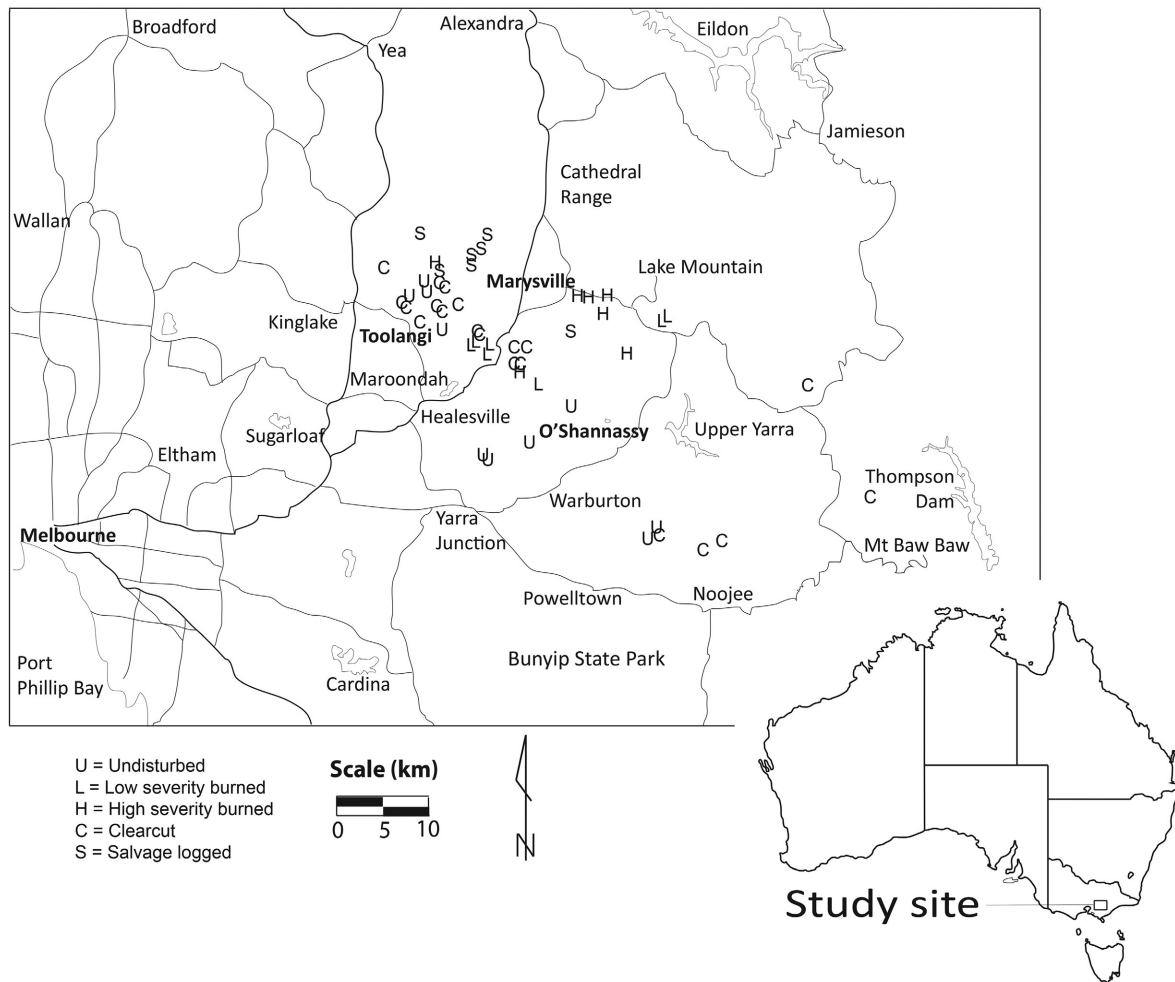 Broadford
Alexandra
Eildon
Yea
Jamieson
Cathedral
Range
Wallan
S
S
S
S
S
H
S
C
Lake Mountain
Marysville
U
C
C
U
U
C
C
C
C
C
H
H
H
H
Kinglake
C
U
L
L
S
Toolangi
C
C
L
L
L
L
C
C
H
Maroondah
C
C
H
L
C
U
Healesville
O'Shannassy
Upper Yarra
Sugarloaf
U
Eltham
U
U
Thompson
Dam
C
Warburton
Yarra
Junction
U
U
C
C
C
Melbourne
Mt Baw Baw
Powelltown
Noojee
Port
Phillip Bay
Bunyip State Park
Cardina
U = Undisturbed
L = Low severity burned
H = High severity burned
C = Clearcut
S = Salvage logged
Scale (km)
0 5 10
N
Study site